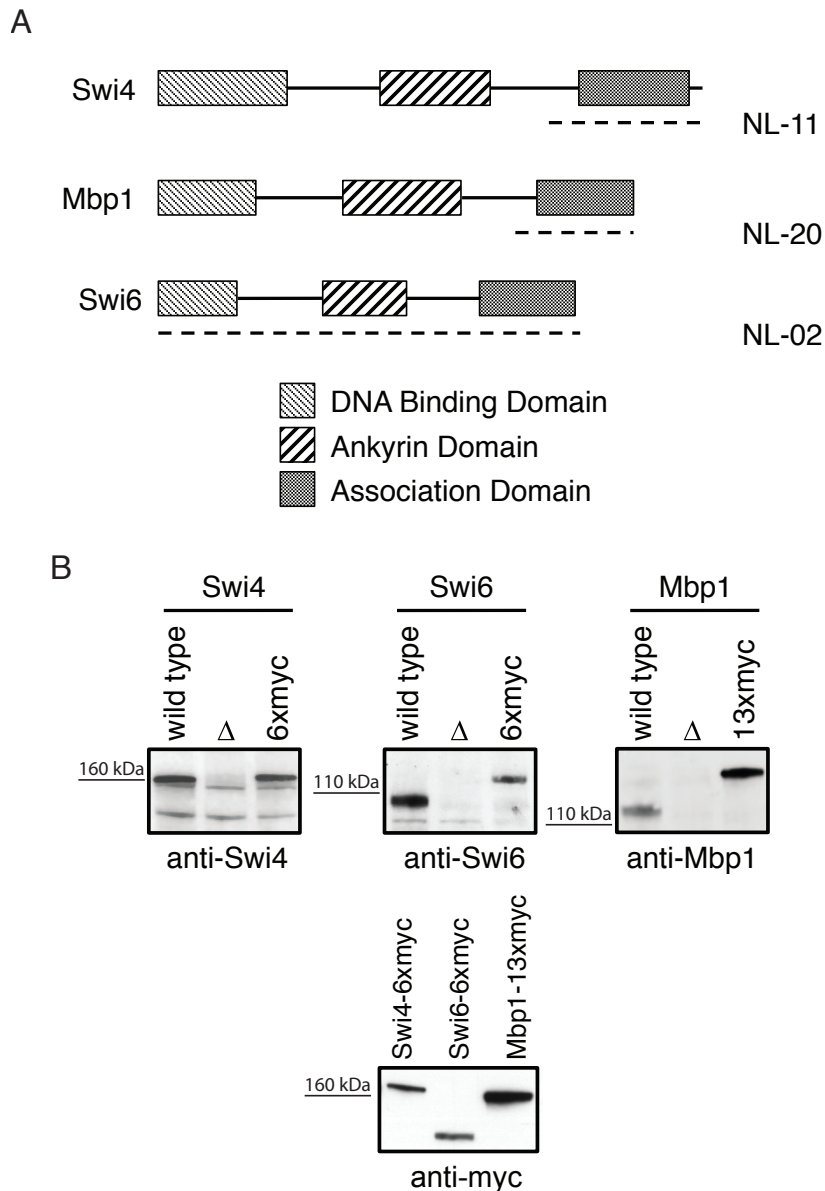 A
Swi4
NL-11
Mbp1
NL-20
Swi6
NL-02
DNA Binding Domain
Ankyrin Domain
Association Domain
B
Swi4
Swi6
Mbp1
wild type
Δ
6xmyc
wild type
Δ
6xmyc
wild type
Δ
13xmyc
160 kDa
110 kDa
110 kDa
anti-Swi4
anti-Swi6
anti-Mbp1
Swi4-6xmyc
Swi6-6xmyc
Mbp1-13xmyc
160 kDa
anti-myc